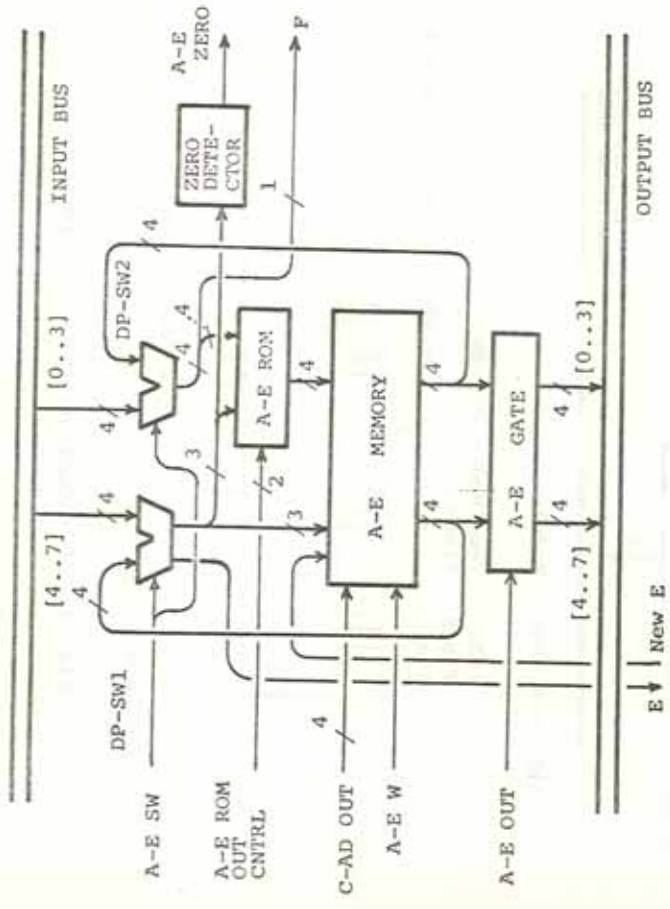 INPUT BUS
[4..7]
[0..3]
4
4
4
DP-SW1
DP-SW2
4
A-E SW
4
.4
3
ZERO
DETE-
CTOR
A-E
ZERO
1
F
A-E ROM
OUT
CNTRL
2
A-E ROM
3
4
C-AD OUT
4
A-E MEMORY
A-E W
4
4
A-E OUT
A-E GATE
4
4
[4..7]
[0..3]
OUTPUT BUS
E
New E